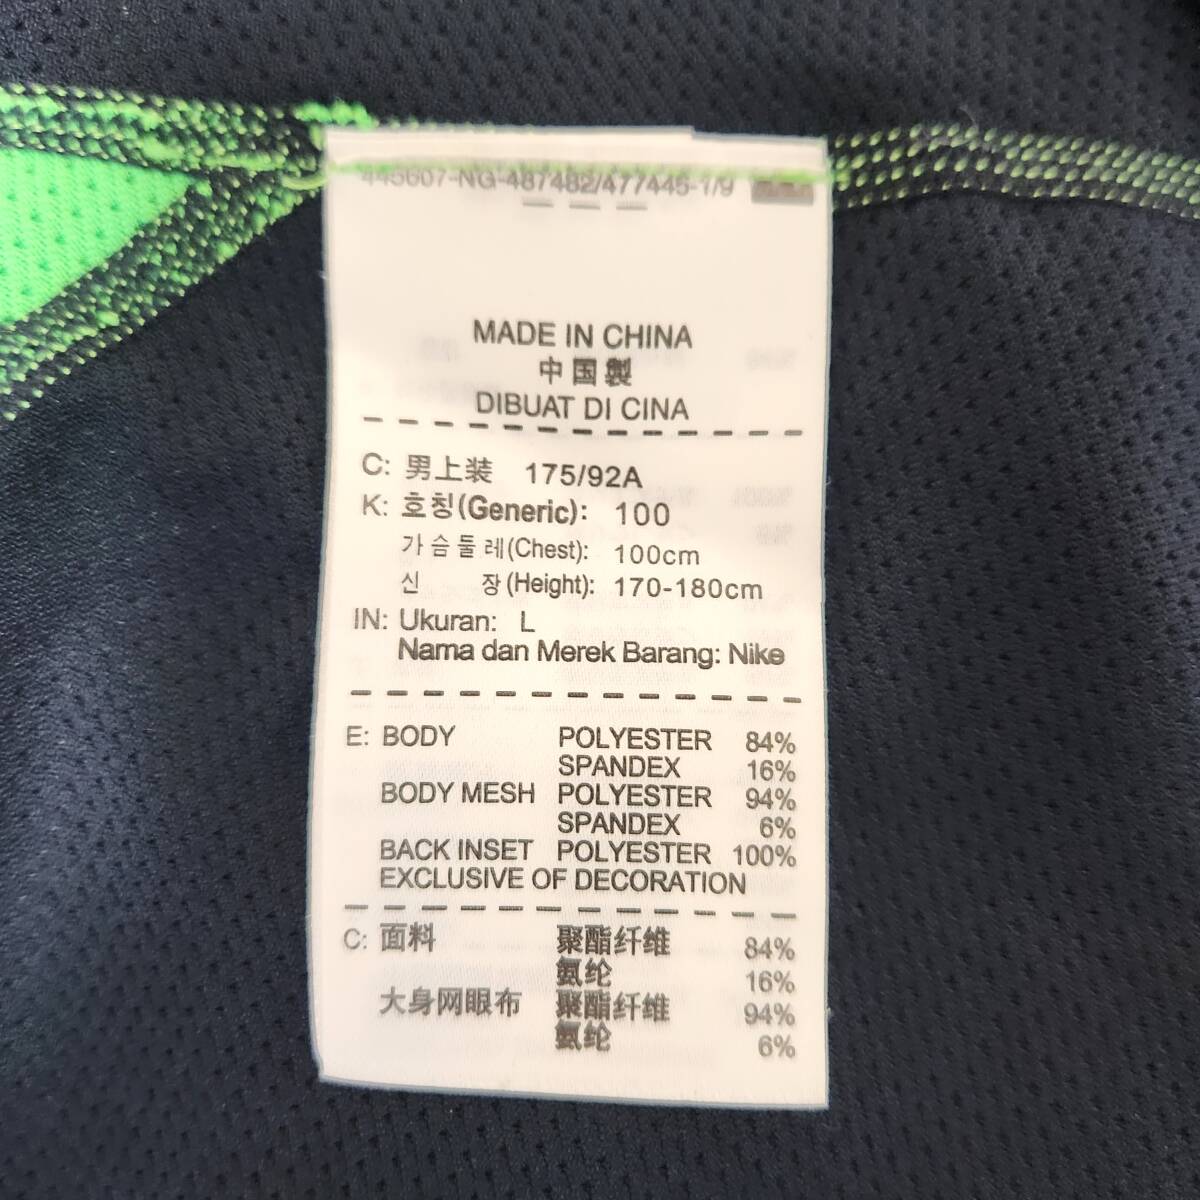 445607-NG-487482/477445-1/9
MADE IN CHINA
中国製
DIBUAT DI CINA
C: 男上装 175/92A
K: 호칭(Generic): 100
가슴둘레(Chest): 100cm
신 장(Height): 170-180cm
IN: Ukuran: L
Nama dan Merek Barang: Nike
E: BODY POLYESTER 84%
SPANDEX 16%
BODY MESH POLYESTER 94%
SPANDEX 6%
BACK INSET POLYESTER 100%
EXCLUSIVE OF DECORATION
C: 面料 聚酯纤维 84%
氨纶 16%
大身网眼布 聚酯纤维 94%
氨纶 6%